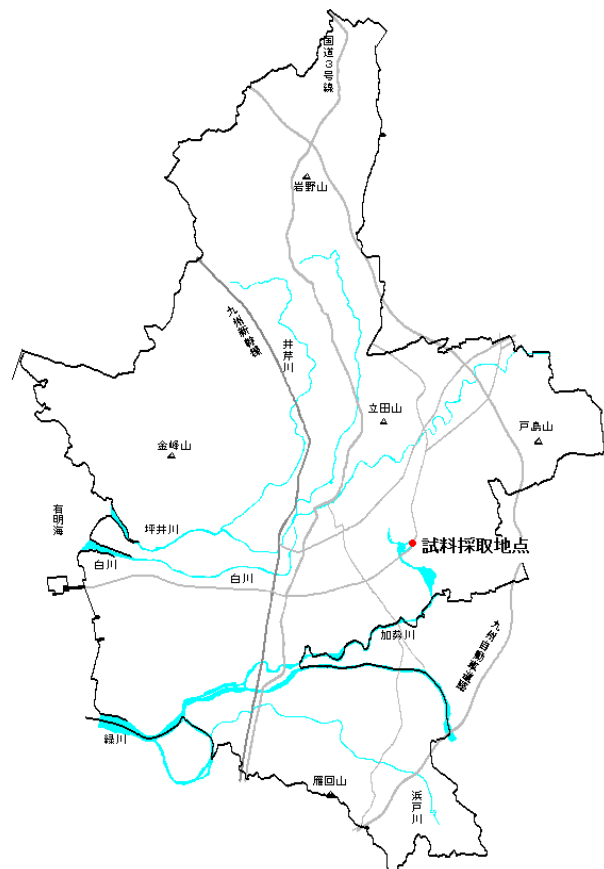 国道3号線
岩野山
九州新幹線
井芹川
立田山
戸島山
金峰山
有明海
坪井川
試料採取地点
白川
白川
加勢川
九州自動車道路
緑川
雁回山
浜戸川